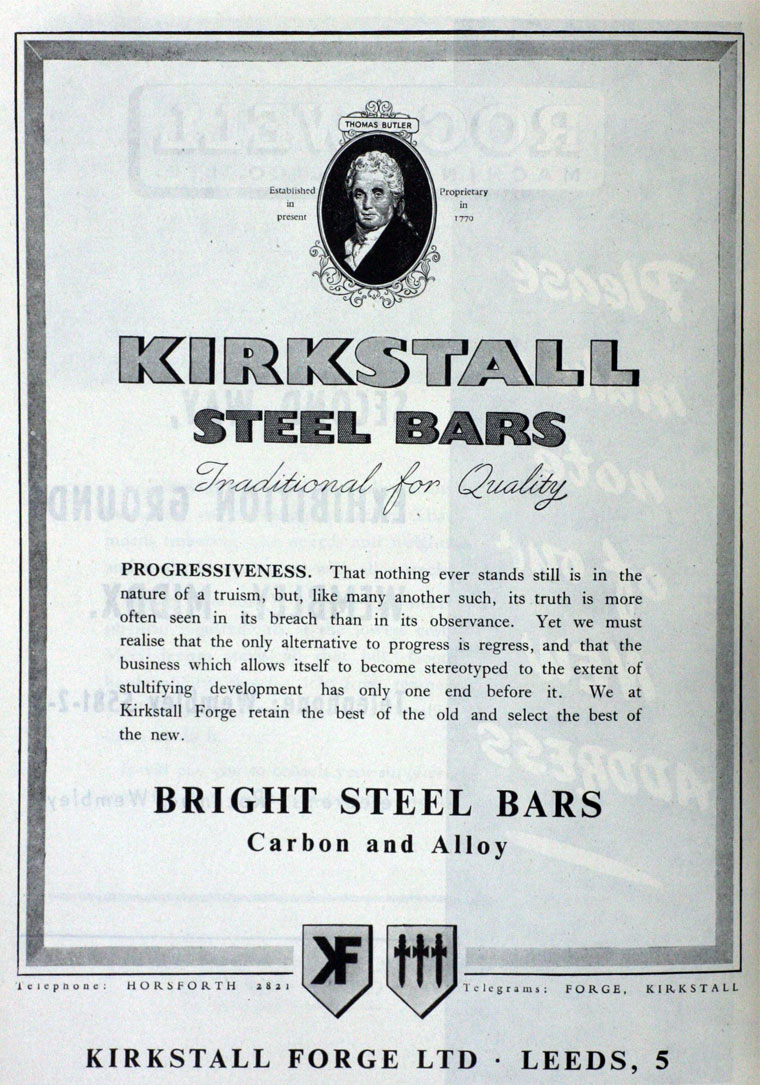 THOMAS BUTLER
Established in present
Proprietary in 1779
KIRKSTALL
STEEL BARS
Traditional for Quality
PROGRESSIVENESS. That nothing ever stands still is in the
nature of a truism, but, like many another such, its truth is more
often seen in its breach than in its observance. Yet we must
realise that the only alternative to progress is regress, and that the
business which allows itself to become stereotyped to the extent of
stultifying development has only one end before it. We at
Kirkstall Forge retain the best of the old and select the best of
the new.
BRIGHT STEEL BARS
Carbon and Alloy
KF
Telephone: HORSFORTH 2821
Telegrams: FORGE, KIRKSTALL
KIRKSTALL FORGE LTD · LEEDS, 5